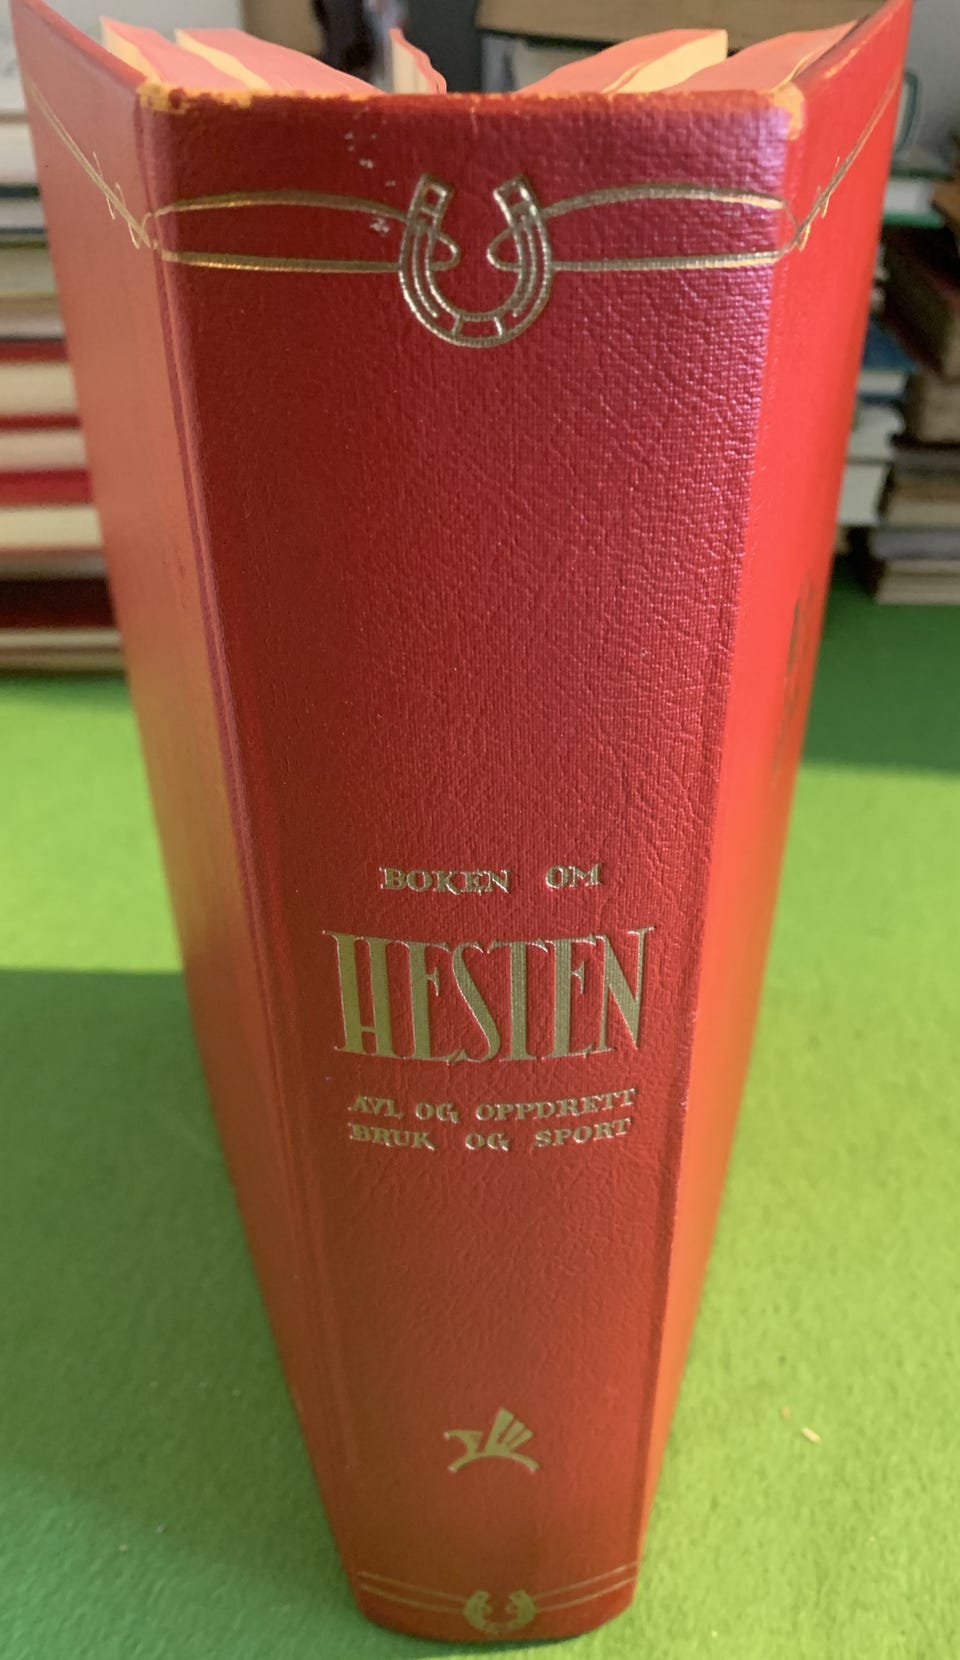 BOKEN OM
HESTEN
AVL OG OPPDRETT
BRUK OG SPORT